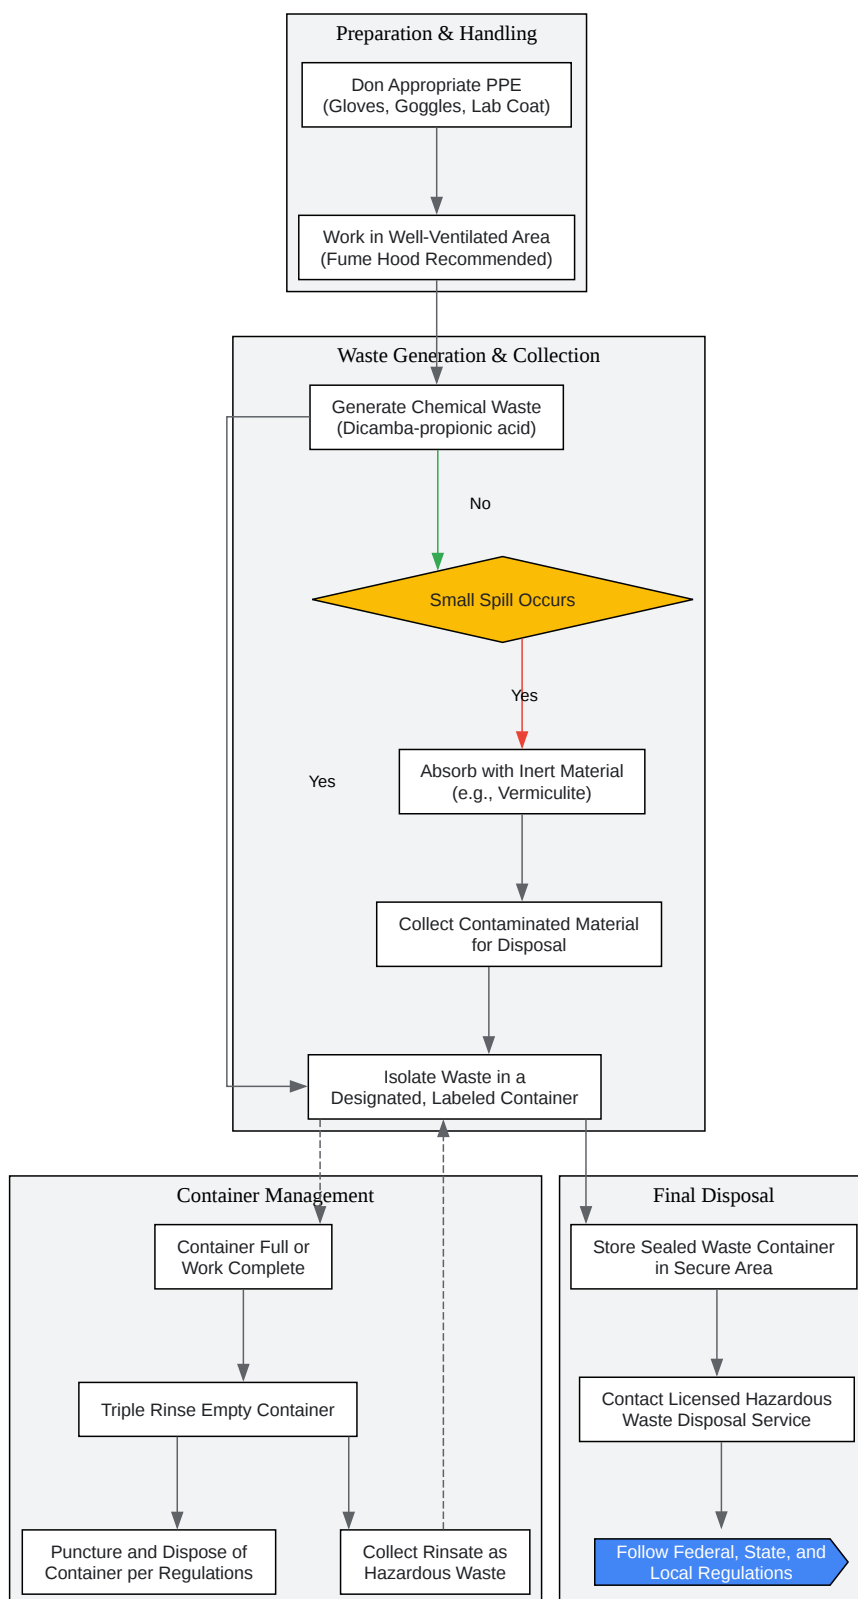 Preparation & Handling
Don Appropriate PPE
(Gloves, Goggles, Lab Coat)
Work in Well-Ventilated Area
(Fume Hood Recommended)
Waste Generation & Collection
Generate Chemical Waste
(Dicamba-propionic acid)
No
Small Spill Occurs
Yes
Absorb with Inert Material
(e.g., Vermiculite)
Yes
Collect Contaminated Material
for Disposal
Isolate Waste in a
Designated, Labeled Container
Container Management
Container Full or
Work Complete
Triple Rinse Empty Container
Puncture and Dispose of
Container per Regulations
Collect Rinsate as
Hazardous Waste
Final Disposal
Store Sealed Waste Container
in Secure Area
Contact Licensed Hazardous
Waste Disposal Service
Follow Federal, State, and
Local Regulations